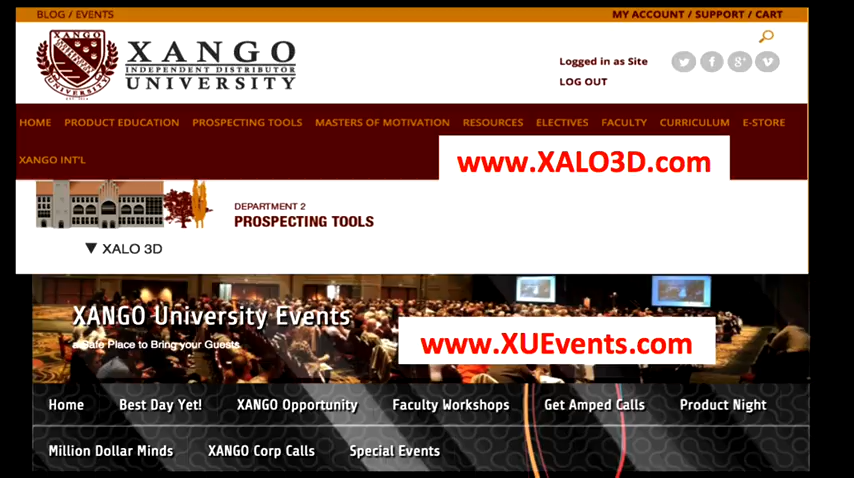 BLOG / EVENTS
MY ACCOUNT / SUPPORT / CART
XANGO
INDEPENDENT DISTRIBUTOR
UNIVERSITY
Logged in as Site
LOG OUT
HOME PRODUCT EDUCATION PROSPECTING TOOLS MASTERS OF MOTIVATION RESOURCES ELECTIVES FACULTY CURRICULUM E-STORE
XANGO INT'L
www.XALO3D.com
DEPARTMENT 2
PROSPECTING TOOLS
▼ XALO 3D
XANGO University Events
a Safe Place to Bring your Guests
www.XUEvents.com
Home Best Day Yet! XANGO Opportunity Faculty Workshops Get Amped Calls Product Night
Million Dollar Minds XANGO Corp Calls Special Events